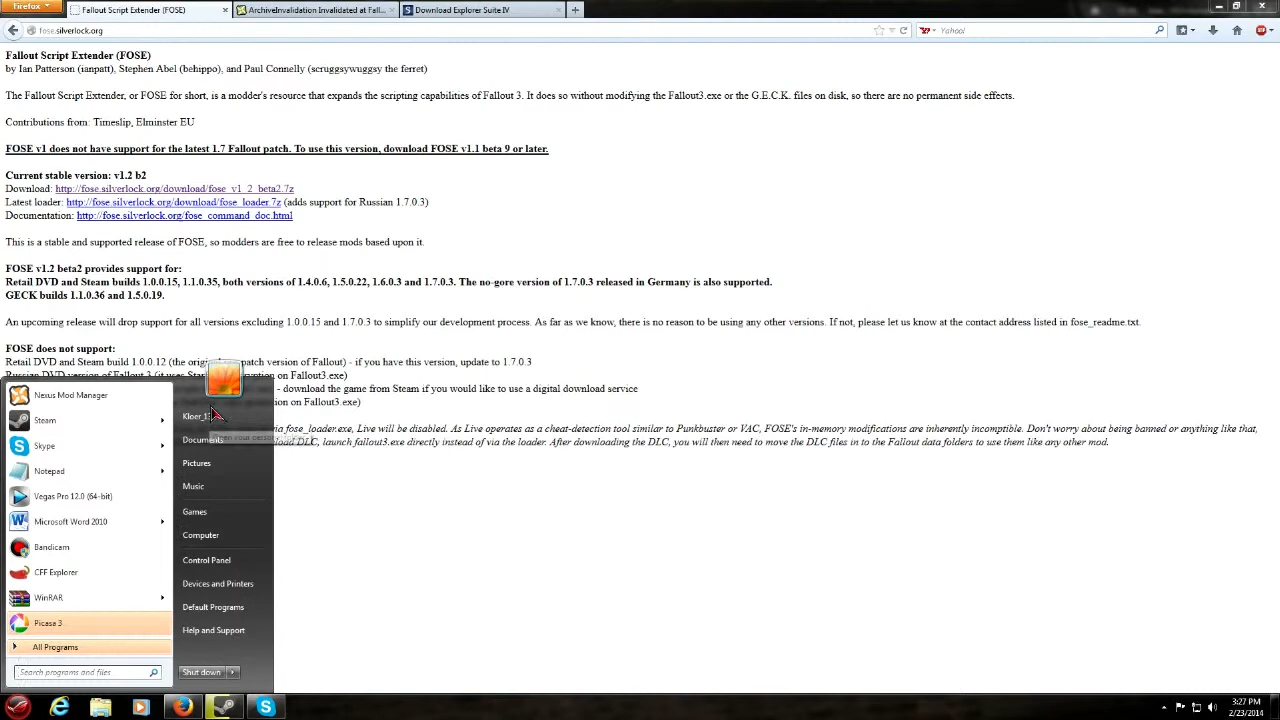 Firefox
Fallout Script Extender (FOSE)
ArchiveInvalidation Invalidated at Fall...
Download Explorer Suite IV
fose.silverlock.org
Yahoo!
Fallout Script Extender (FOSE)
by Ian Patterson (ianpatt), Stephen Abel (behippo), and Paul Connelly (scruggsywuggsy the ferret)
The Fallout Script Extender, or FOSE for short, is a modder's resource that expands the scripting capabilities of Fallout 3. It does so without modifying the Fallout3.exe or the G.E.C.K. files on disk, so there are no permanent side effects.
Contributions from: Timeslip, Elminster EU
FOSE v1 does not have support for the latest 1.7 Fallout patch. To use this version, download FOSE v1.1 beta 9 or later.
Current stable version: v1.2 b2
Download: http://fose.silverlock.org/download/fose_v1_2_beta2.7z
Latest loader: http://fose.silverlock.org/download/fose_loader.7z (adds support for Russian 1.7.0.3)
Documentation: http://fose.silverlock.org/fose_command_doc.html
This is a stable and supported release of FOSE, so modders are free to release mods based upon it.
FOSE v1.2 beta2 provides support for:
Retail DVD and Steam builds 1.0.0.15, 1.1.0.35, both versions of 1.4.0.6, 1.5.0.22, 1.6.0.3 and 1.7.0.3. The no-gore version of 1.7.0.3 released in Germany is also supported.
GECK builds 1.1.0.36 and 1.5.0.19.
An upcoming release will drop support for all versions excluding 1.0.0.15 and 1.7.0.3 to simplify our development process. As far as we know, there is no reason to be using any other versions. If not, please let us know at the contact address listed in fose_readme.txt.
FOSE does not support:
Retail DVD and Steam build 1.0.0.12 (the origin patch version of Fallout) - if you have this version, update to 1.7.0.3
Russian DVD version of Fallout 3 (it uses Star ryption on Fallout3.exe)
- download the game from Steam if you would like to use a digital download service
on Fallout3.exe)
via fose_loader.exe, Live will be disabled. As Live operates as a cheat-detection tool similar to Punkbuster or VAC, FOSE's in-memory modifications are inherently incomptible. Don't worry about being banned or anything like that,
load DLC, launch fallout3.exe directly instead of via the loader. After downloading the DLC, you will then need to move the DLC files in to the Fallout data folders to use them like any other mod.
Nexus Mod Manager
Steam
Skype
Notepad
Vegas Pro 12.0 (64-bit)
Microsoft Word 2010
Bandicam
CFF Explorer
WinRAR
Picasa 3
All Programs
Search programs and files
Kloer_13
Documents
Pictures
Music
Games
Computer
Control Panel
Devices and Printers
Default Programs
Help and Support
Shut down
3:27 PM
2/23/2014